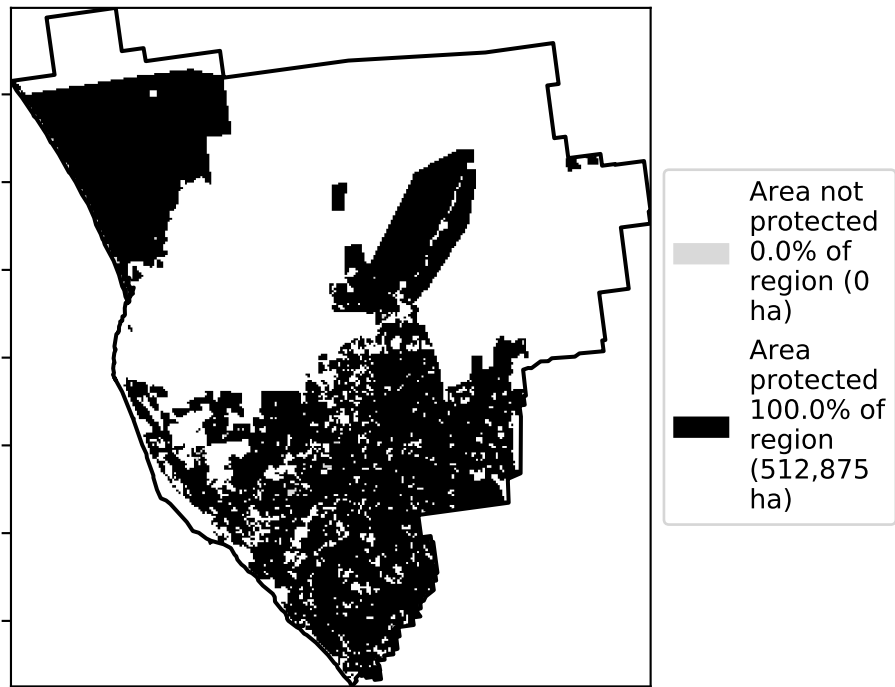 Area not
protected
0.0% of
region (0
ha)
Area
protected
100.0% of
region
(512,875
ha)